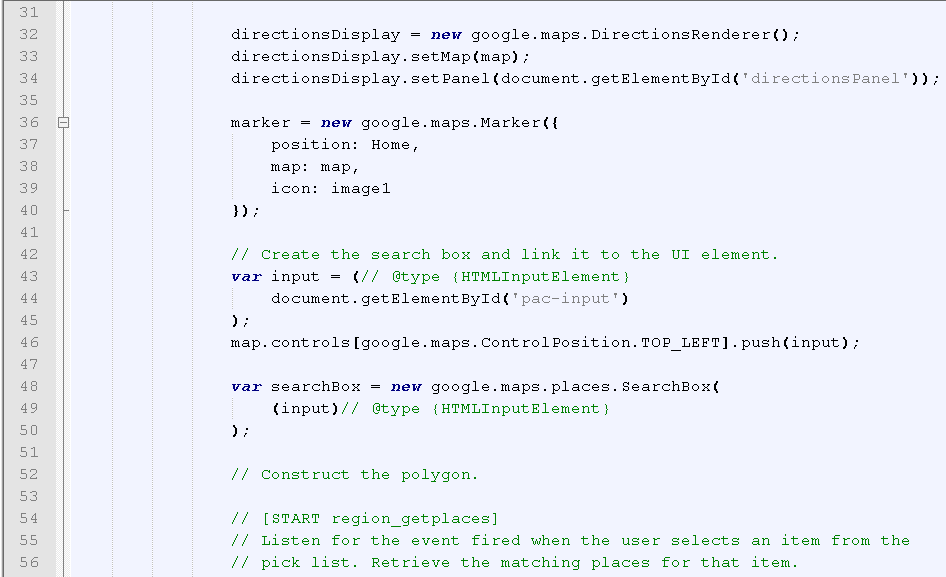 31
32 directionsDisplay = new google.maps.DirectionsRenderer();
33 directionsDisplay.setMap(map);
34 directionsDisplay.setPanel(document.getElementById('directionsPanel'));
35
36 marker = new google.maps.Marker({
37 position: Home,
38 map: map,
39 icon: image1
40 });
41
42 // Create the search box and link it to the UI element.
43 var input = (// @type {HTMLInputElement}
44 document.getElementById('pac-input')
45 );
46 map.controls[google.maps.ControlPosition.TOP_LEFT].push(input);
47
48 var searchBox = new google.maps.places.SearchBox(
49 (input)// @type {HTMLInputElement}
50 );
51
52 // Construct the polygon.
53
54 // [START region_getplaces]
55 // Listen for the event fired when the user selects an item from the
56 // pick list. Retrieve the matching places for that item.